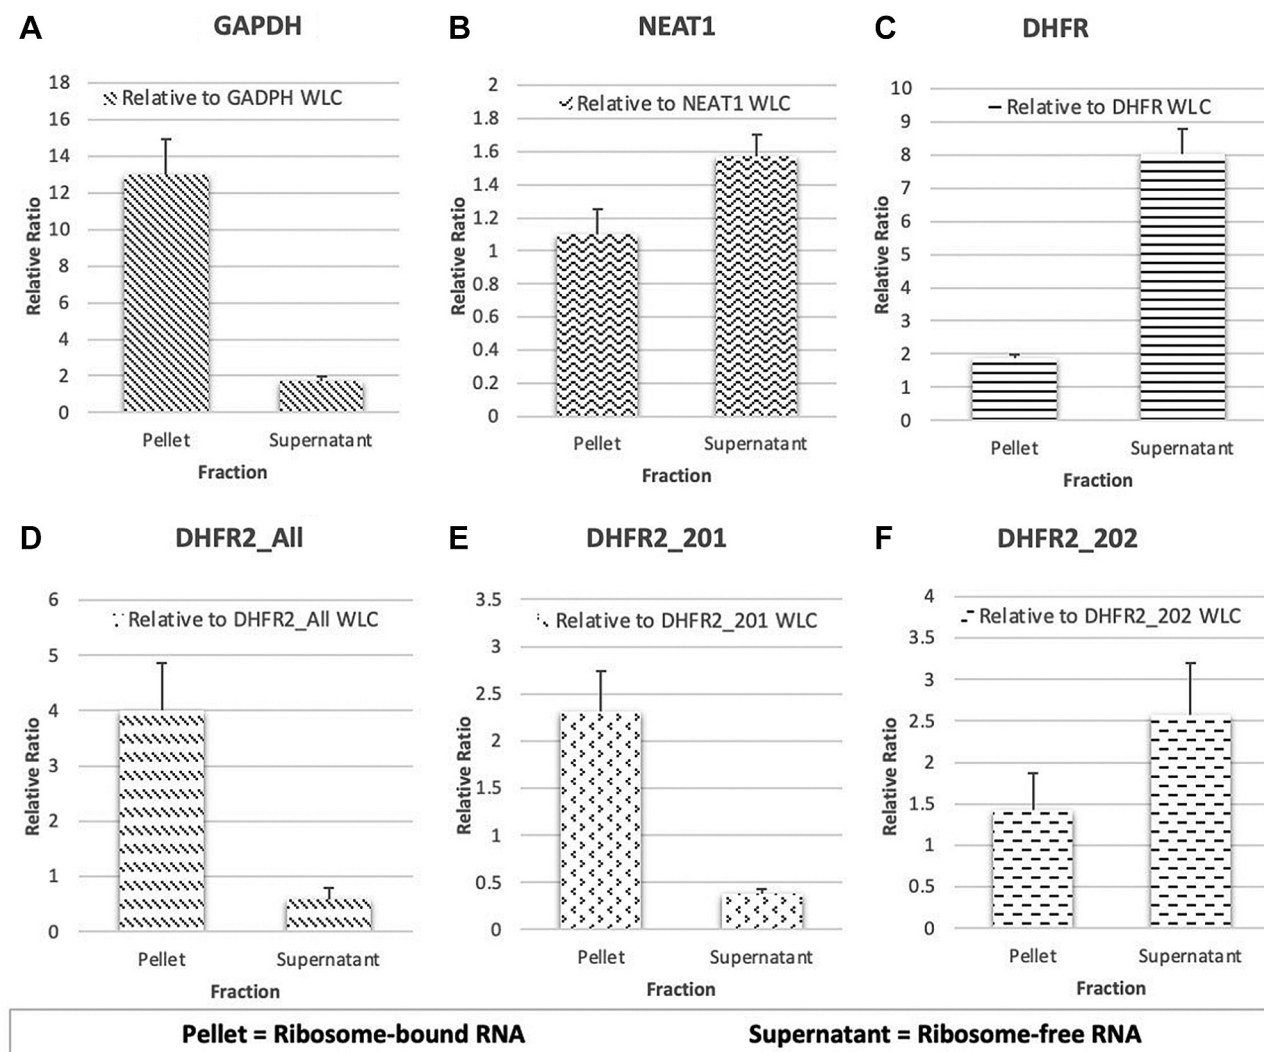 A
GAPDH
18
16
14
12
10
8
6
4
2
0
Relative to GADPH WLC
Relative Ratio
Pellet
Supernatant
Fraction
B
NEAT1
2
1.8
1.6
1.4
1.2
1
0.8
0.6
0.4
0.2
0
Relative to NEAT1 WLC
Relative Ratio
Pellet
Supernatant
Fraction
C
DHFR
10
9
8
7
6
5
4
3
2
1
0
Relative to DHFR WLC
Relative Ratio
Pellet
Supernatant
Fraction
D
DHFR2_All
6
5
4
3
2
1
0
Relative to DHFR2_All WLC
Relative Ratio
Pellet
Supernatant
Fraction
E
DHFR2_201
3.5
3
2.5
2
1.5
1
0.5
0
Relative to DHFR2_201 WLC
Relative Ratio
Pellet
Supernatant
Fraction
F
DHFR2_202
4
3.5
3
2.5
2
1.5
1
0.5
0
Relative to DHFR2_202 WLC
Relative Ratio
Pellet
Supernatant
Fraction
Pellet = Ribosome-bound RNA
Supernatant = Ribosome-free RNA